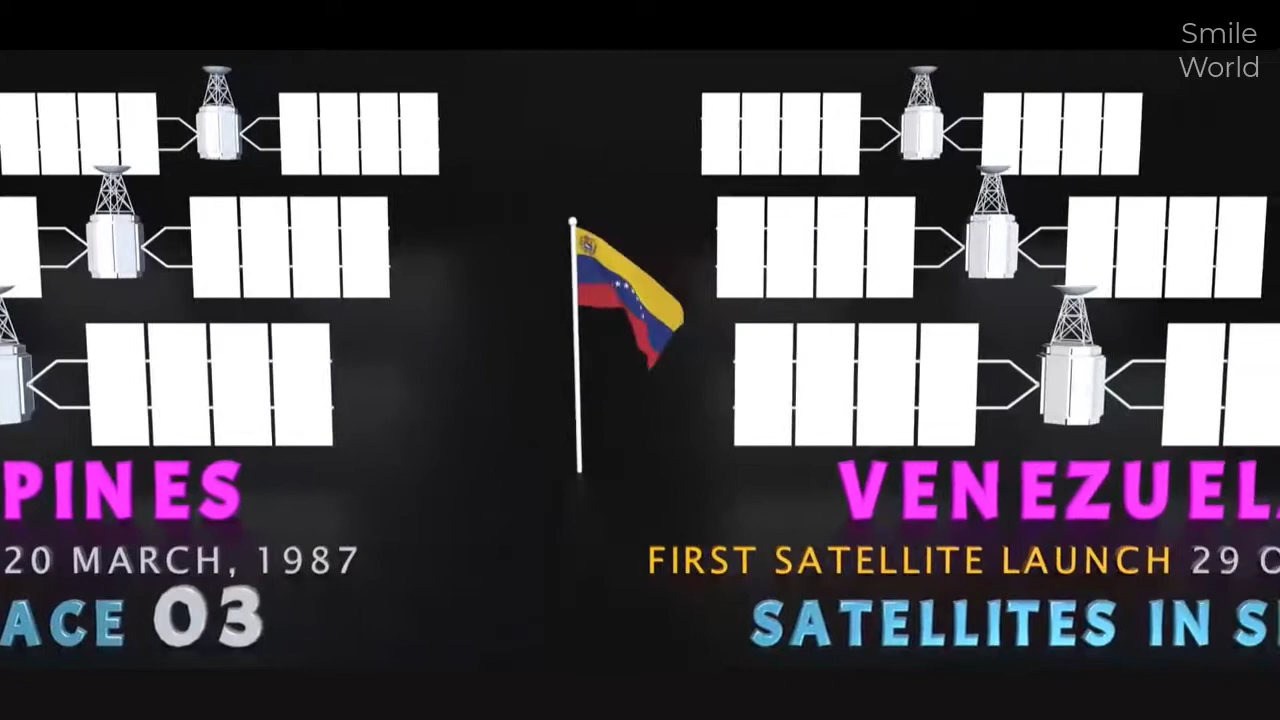 Smile
World
PINES
20 MARCH, 1987
ACE 03
VENEZUEL
FIRST SATELLITE LAUNCH 29 O
SATELLITES IN S